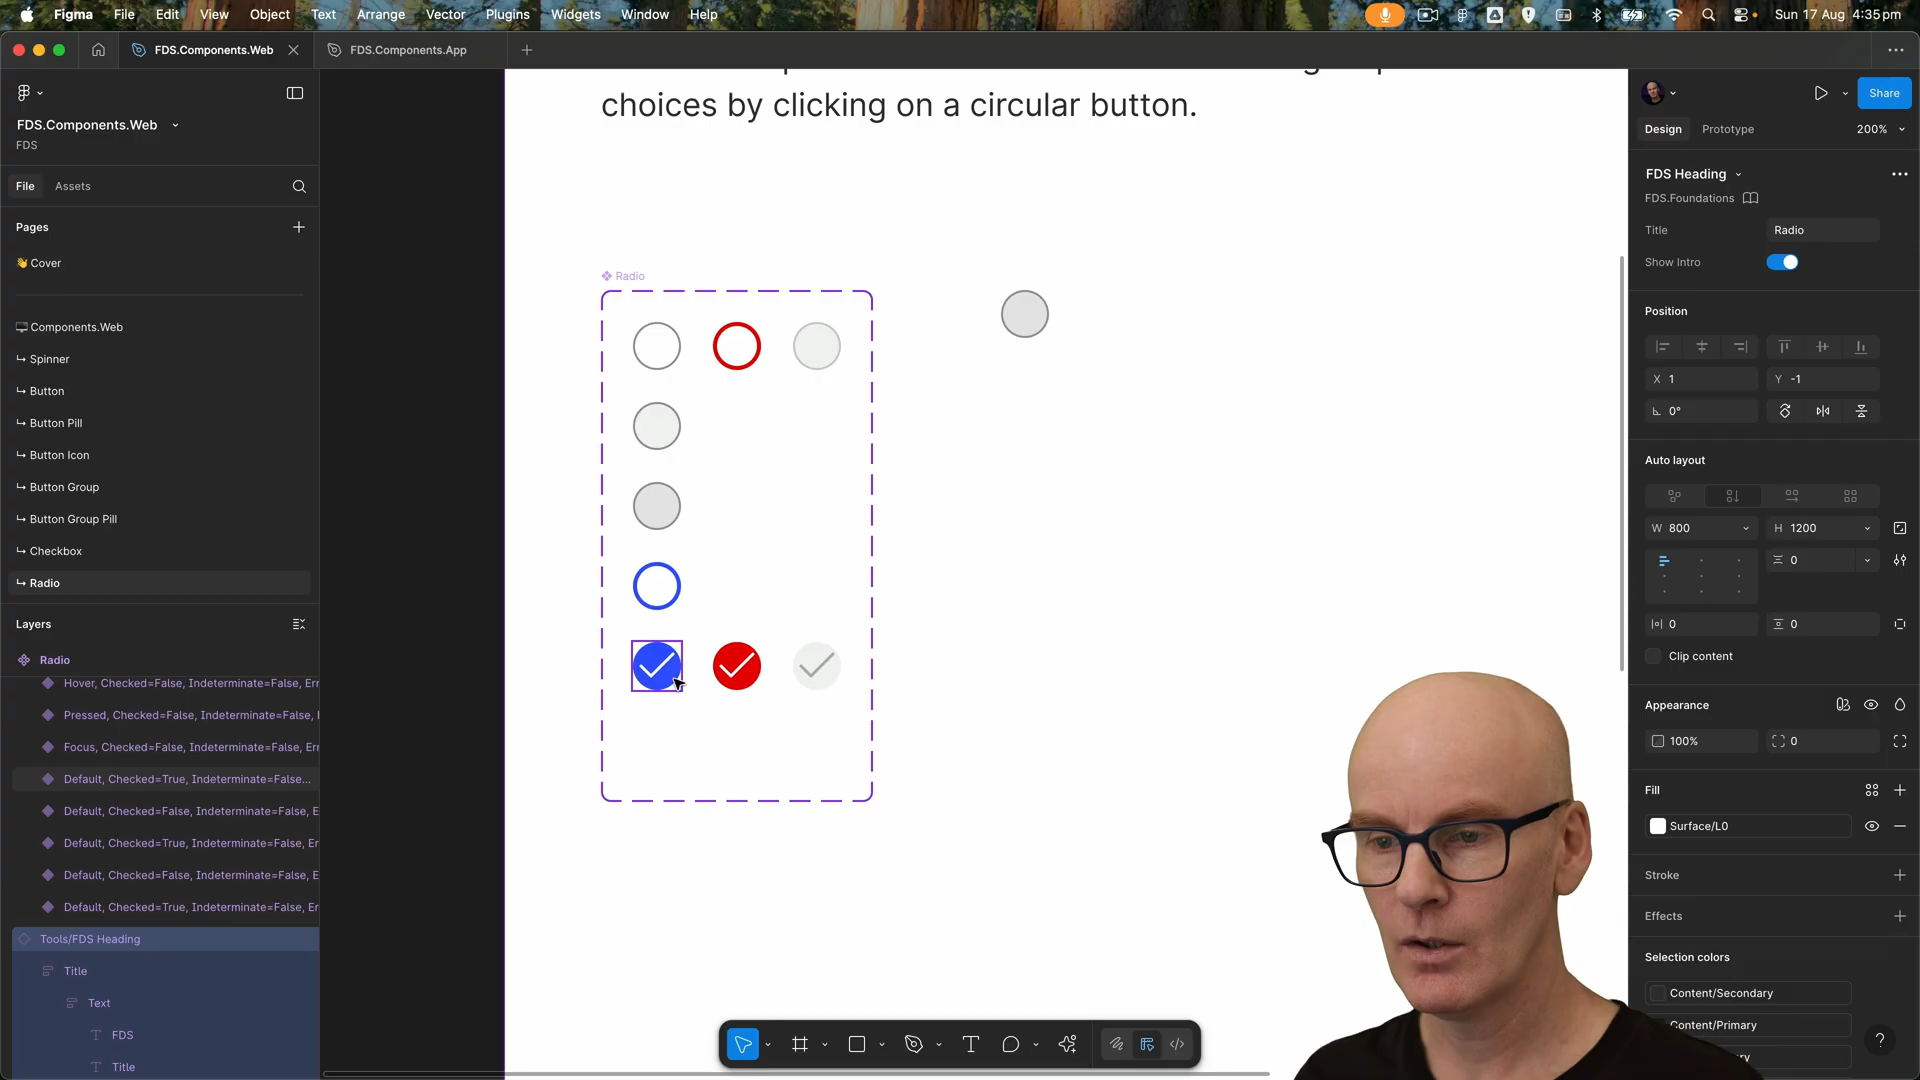 Figma File Edit View Object Text Arrange Vector Plugins Widgets Window Help Sun 17 Aug 4:35 pm
FDS.Components.Web FDS.Components.App
FDS.Components.Web
FDS
File Assets
Pages
👋 Cover
Components.Web
↳ Spinner
↳ Button
↳ Button Pill
↳ Button Icon
↳ Button Group
↳ Button Group Pill
↳ Checkbox
↳ Radio
Layers
Radio
Hover, Checked=False, Indeterminate=False, Err
Pressed, Checked=False, Indeterminate=False,
Focus, Checked=False, Indeterminate=False, Err
Default, Checked=True, Indeterminate=False...
Default, Checked=False, Indeterminate=False, E
Default, Checked=True, Indeterminate=False, Er
Default, Checked=False, Indeterminate=False, E
Default, Checked=True, Indeterminate=False, Er
Tools/FDS Heading
Title
Text
FDS
Title
choices by clicking on a circular button.
Radio
Share
Design Prototype 200%
FDS Heading
FDS.Foundations
Title Radio
Show Intro
Position
X 1 Y -1
0°
Auto layout
W 800 H 1200
0
0 0
Clip content
Appearance
100% 0
Fill
Surface/L0
Stroke
Effects
Selection colors
Content/Secondary
Content/Primary
?